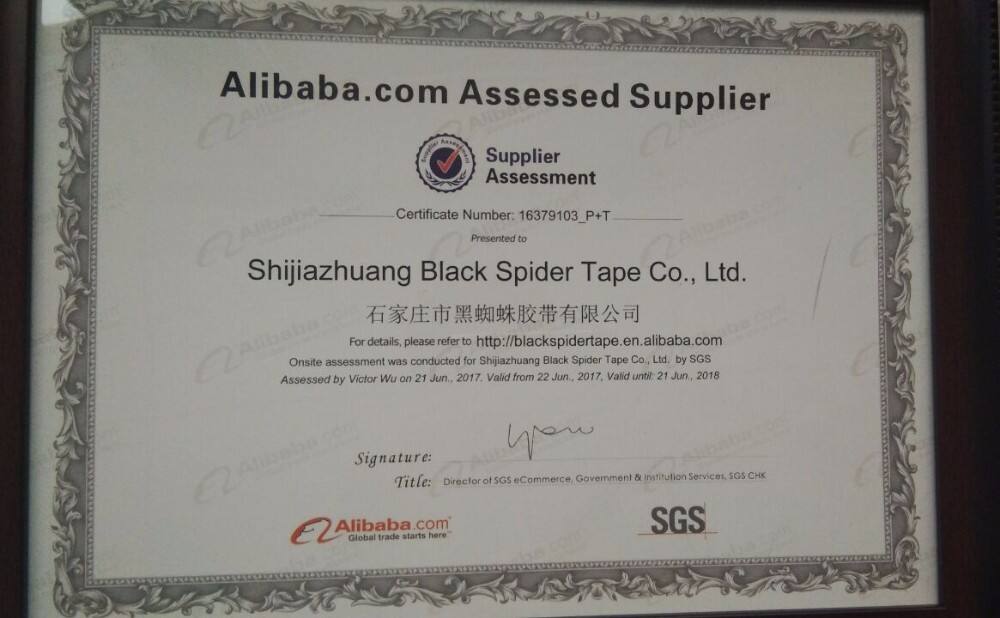 Alibaba.com Assessed Supplier
Supplier Assessment
Supplier
Assessment
Certificate Number: 16379103_P+T
Presented to
Shijiazhuang Black Spider Tape Co., Ltd.
石家庄市黑蜘蛛胶带有限公司
For details, please refer to http://blackspidertape.en.alibaba.com
Onsite assessment was conducted for Shijiazhuang Black Spider Tape Co., Ltd. by SGS
Assessed by Victor Wu on 21 Jun., 2017. Valid from 22 Jun., 2017, Valid until: 21 Jun., 2018
Signature:
Title: Director of SGS eCommerce, Government & Institution Services, SGS CHK
Alibaba.com®
Global trade starts here™
SGS